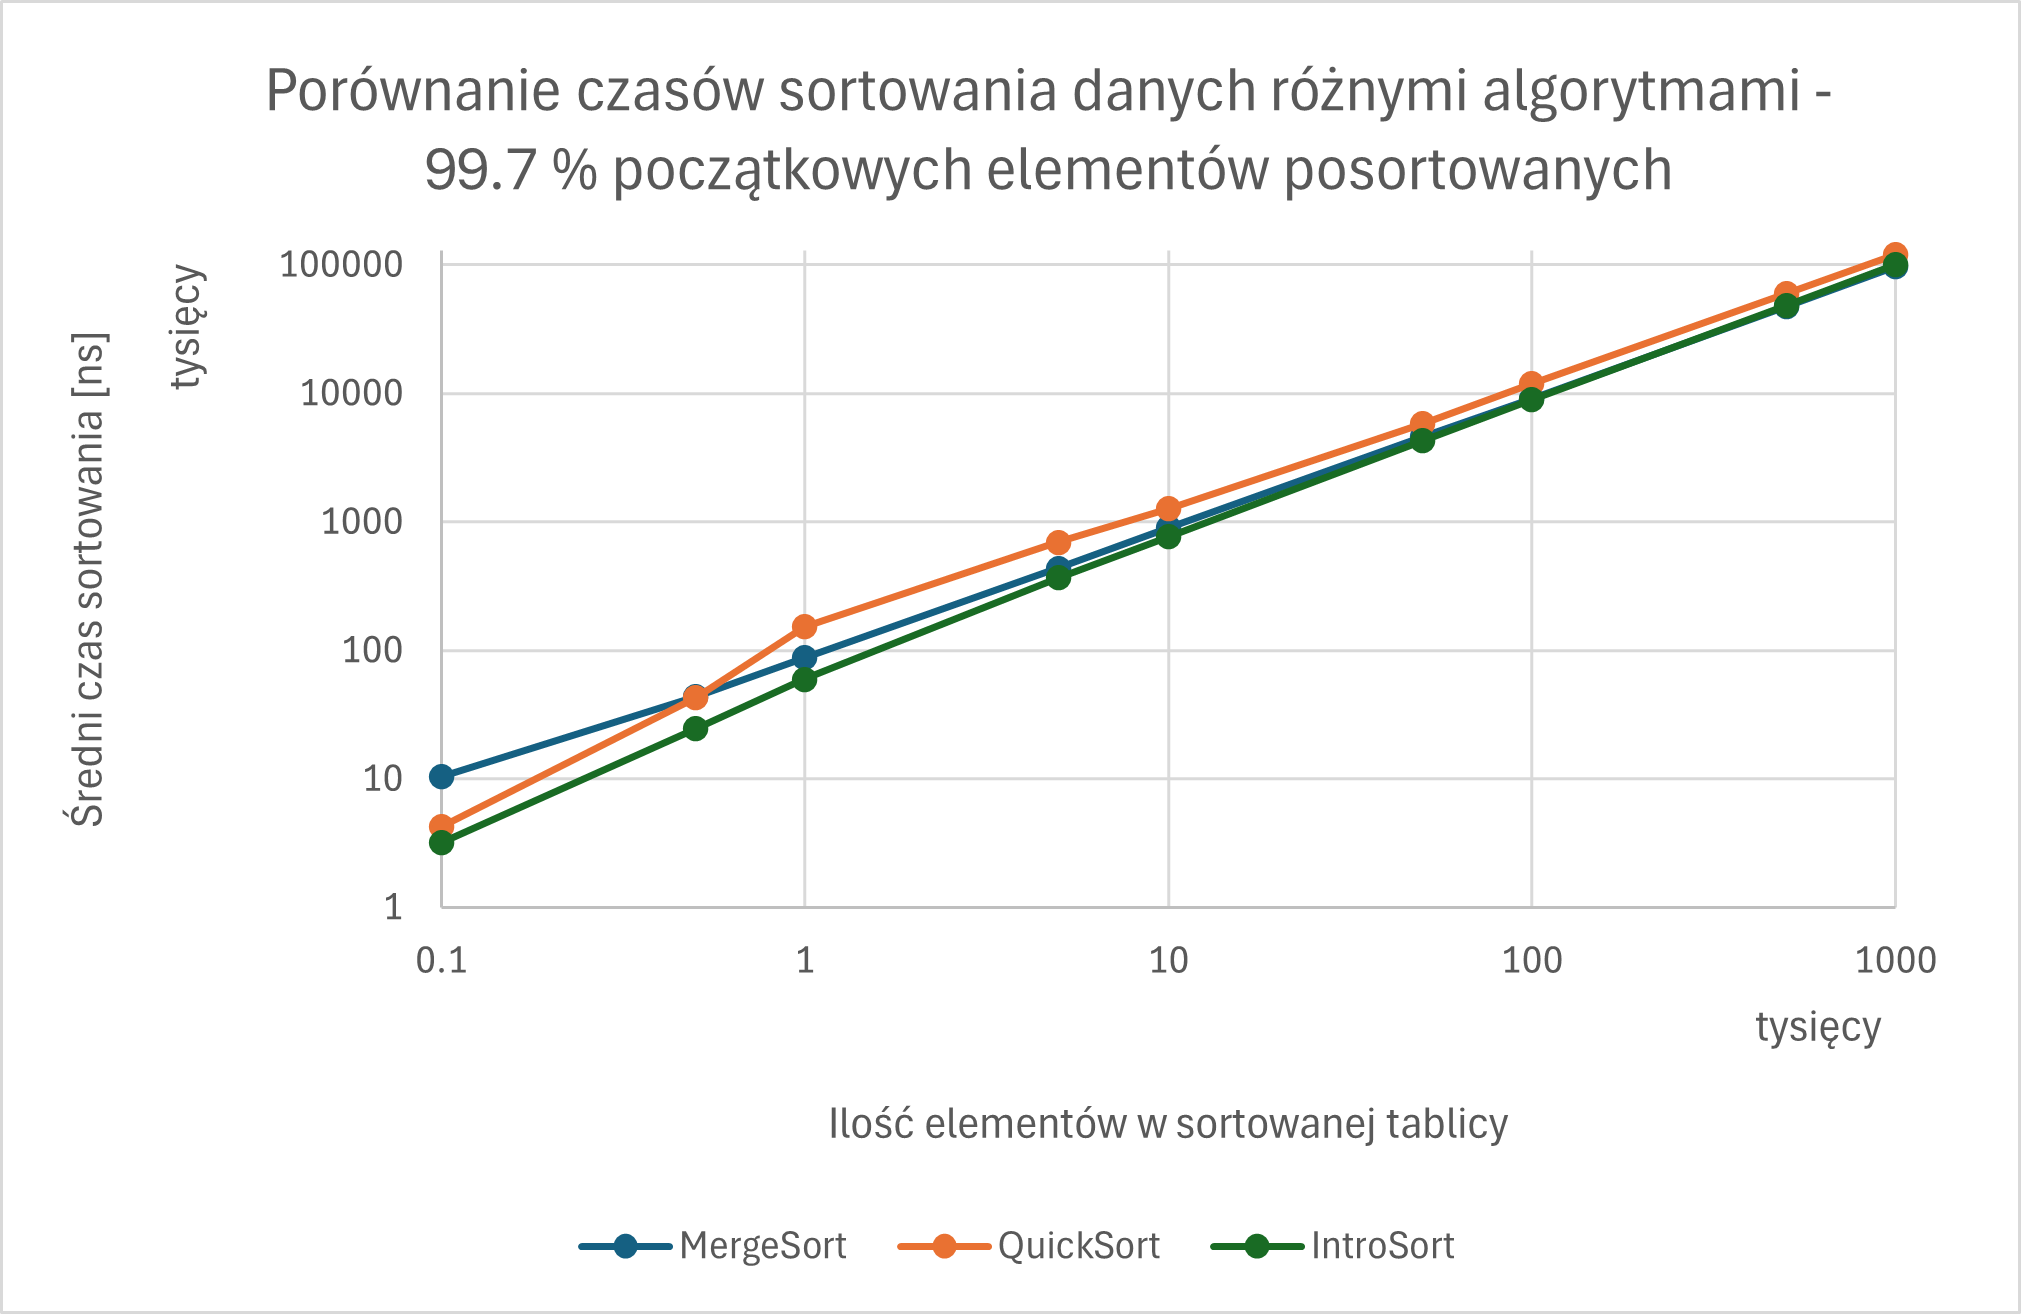 Porównanie czasów sortowania danych różnymi algorytmami -
99.7 % początkowych elementów posortowanych
Średni czas sortowania [ns]
tysięcy
100000
10000
1000
100
10
1
0.1
1
10
100
1000
tysięcy
Ilość elementów w sortowanej tablicy
MergeSort
QuickSort
IntroSort